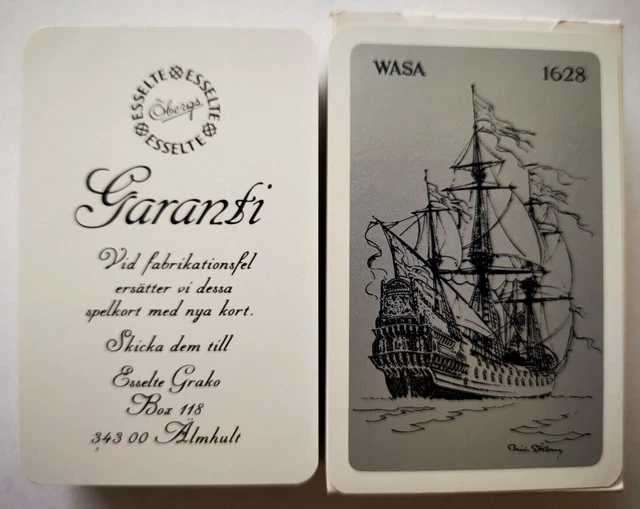 ESSELTE ESSELTE ESSELTE
Öbergs
Garanti
Vid fabrikationsfel
ersätter vi dessa
spelkort med nya kort.
Skicka dem till
Esselte Grako
Box 118
343 00 Älmhult
WASA 1628